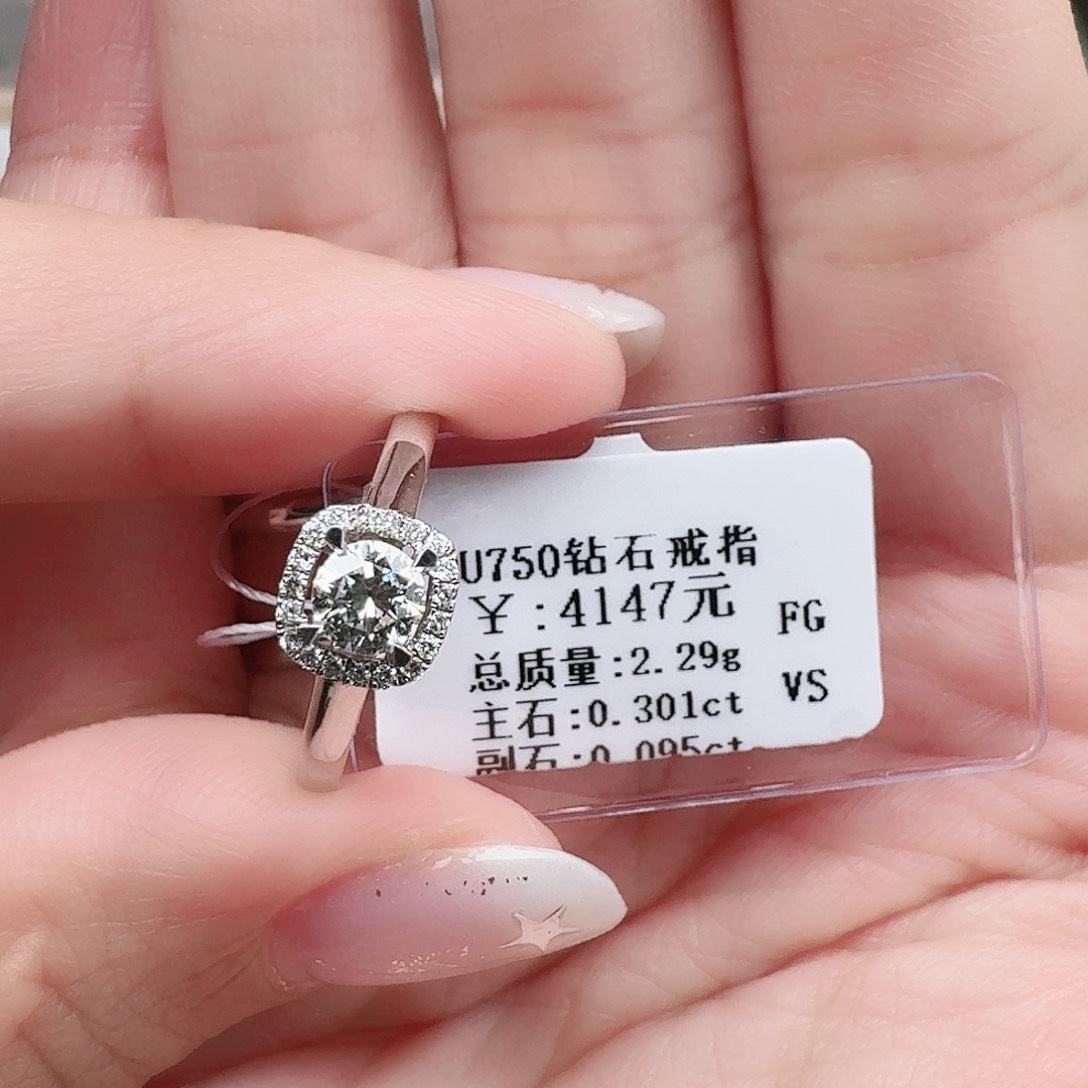 U750钻石戒指
￥:4147元
FG
总质量:2.29g
VS
主石:0.301ct
副石:0.095ct